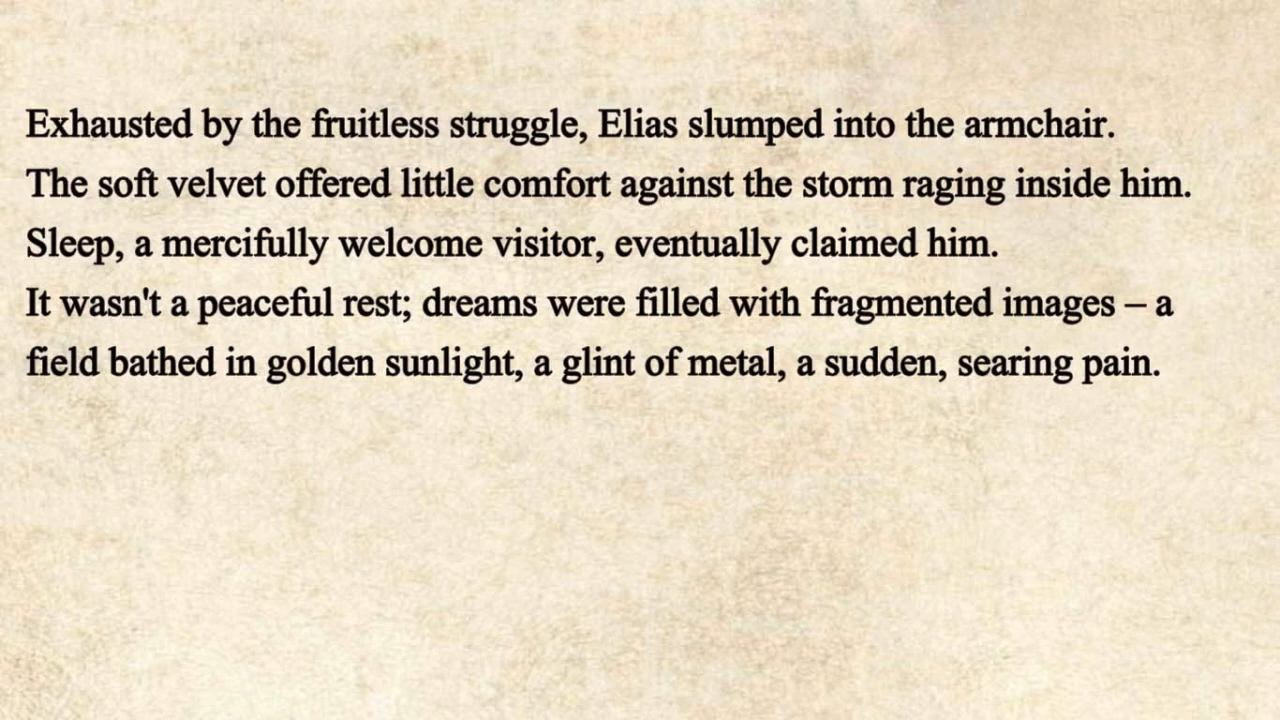 Exhausted by the fruitless struggle, Elias slumped into the armchair.
The soft velvet offered little comfort against the storm raging inside him.
Sleep, a mercifully welcome visitor, eventually claimed him.
It wasn't a peaceful rest; dreams were filled with fragmented images – a
field bathed in golden sunlight, a glint of metal, a sudden, searing pain.